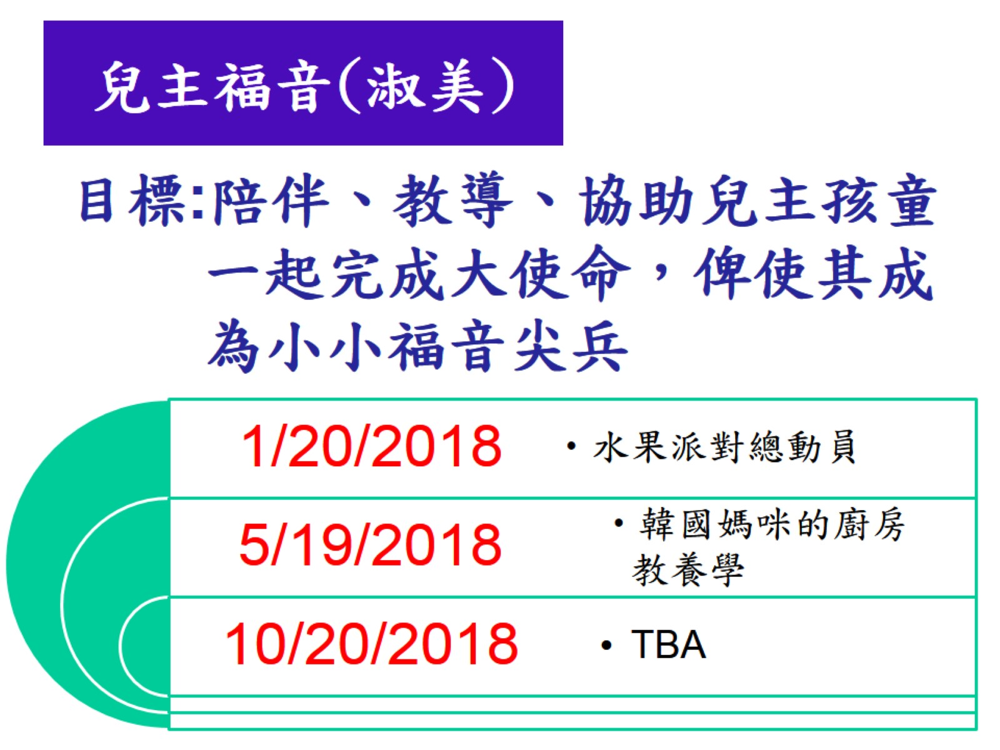 兒主福音(淑美)
目標:陪伴、教導、協助兒主孩童
一起完成大使命，俾使其成
為小小福音尖兵
1/20/2018
• 水果派對總動員
5/19/2018
• 韓國媽咪的廚房
教養學
10/20/2018
• TBA